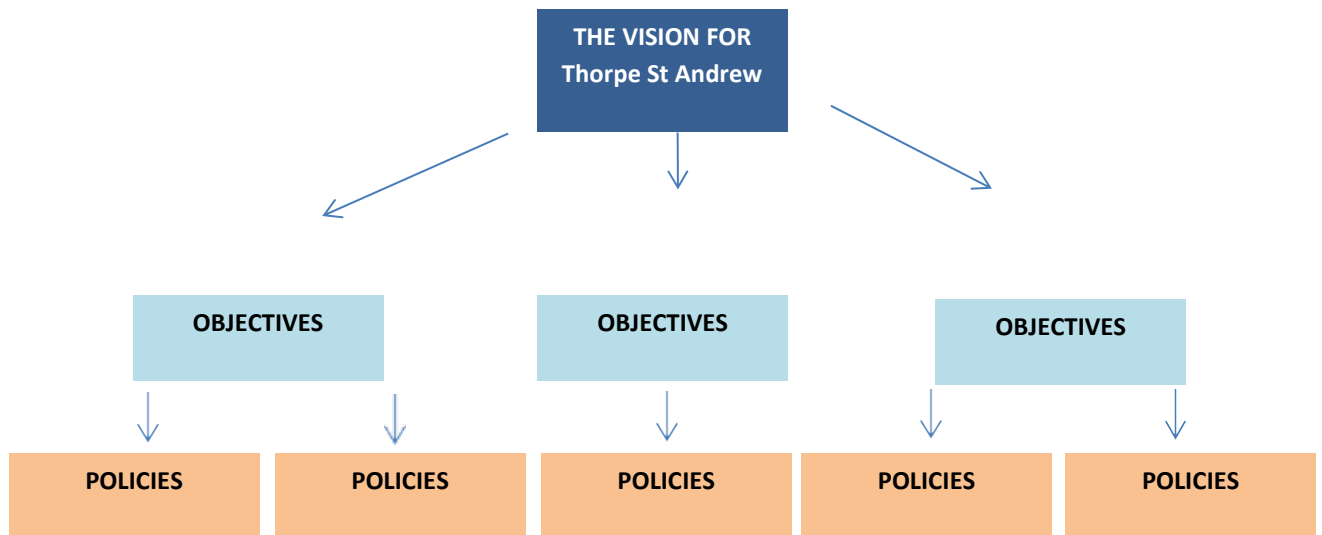 THE VISION FOR
Thorpe St Andrew
OBJECTIVES
OBJECTIVES
OBJECTIVES
POLICIES
POLICIES
POLICIES
POLICIES
POLICIES